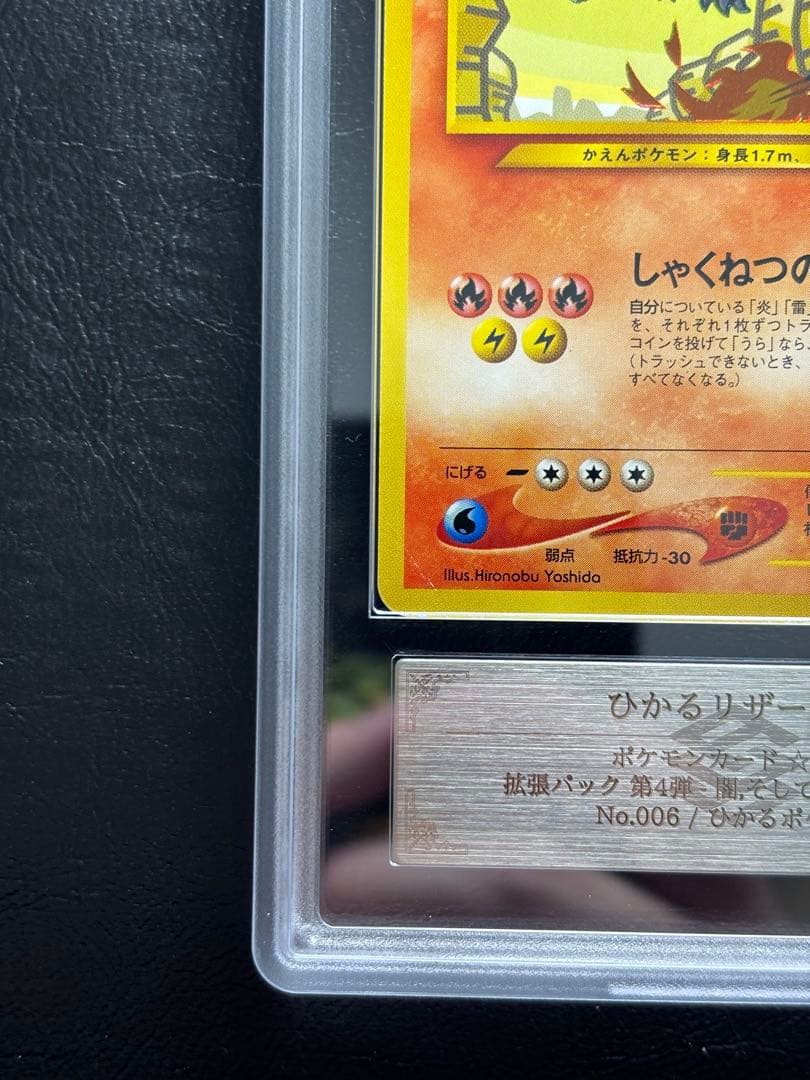 かえんポケモン：身長1.7m、
しゃくねつの
自分についている「炎」「雷」
を、それぞれ1枚ずつトラ
コインを投げて「うら」なら、
（トラッシュできないとき、
すべてなくなる。）
にげる
弱点 抵抗力 -30
Illus.Hironobu Yoshida
ひかるリザー
ポケモンカード ☆
拡張パック 第4弾 - 闇,そして
No.006 / ひかるポケ